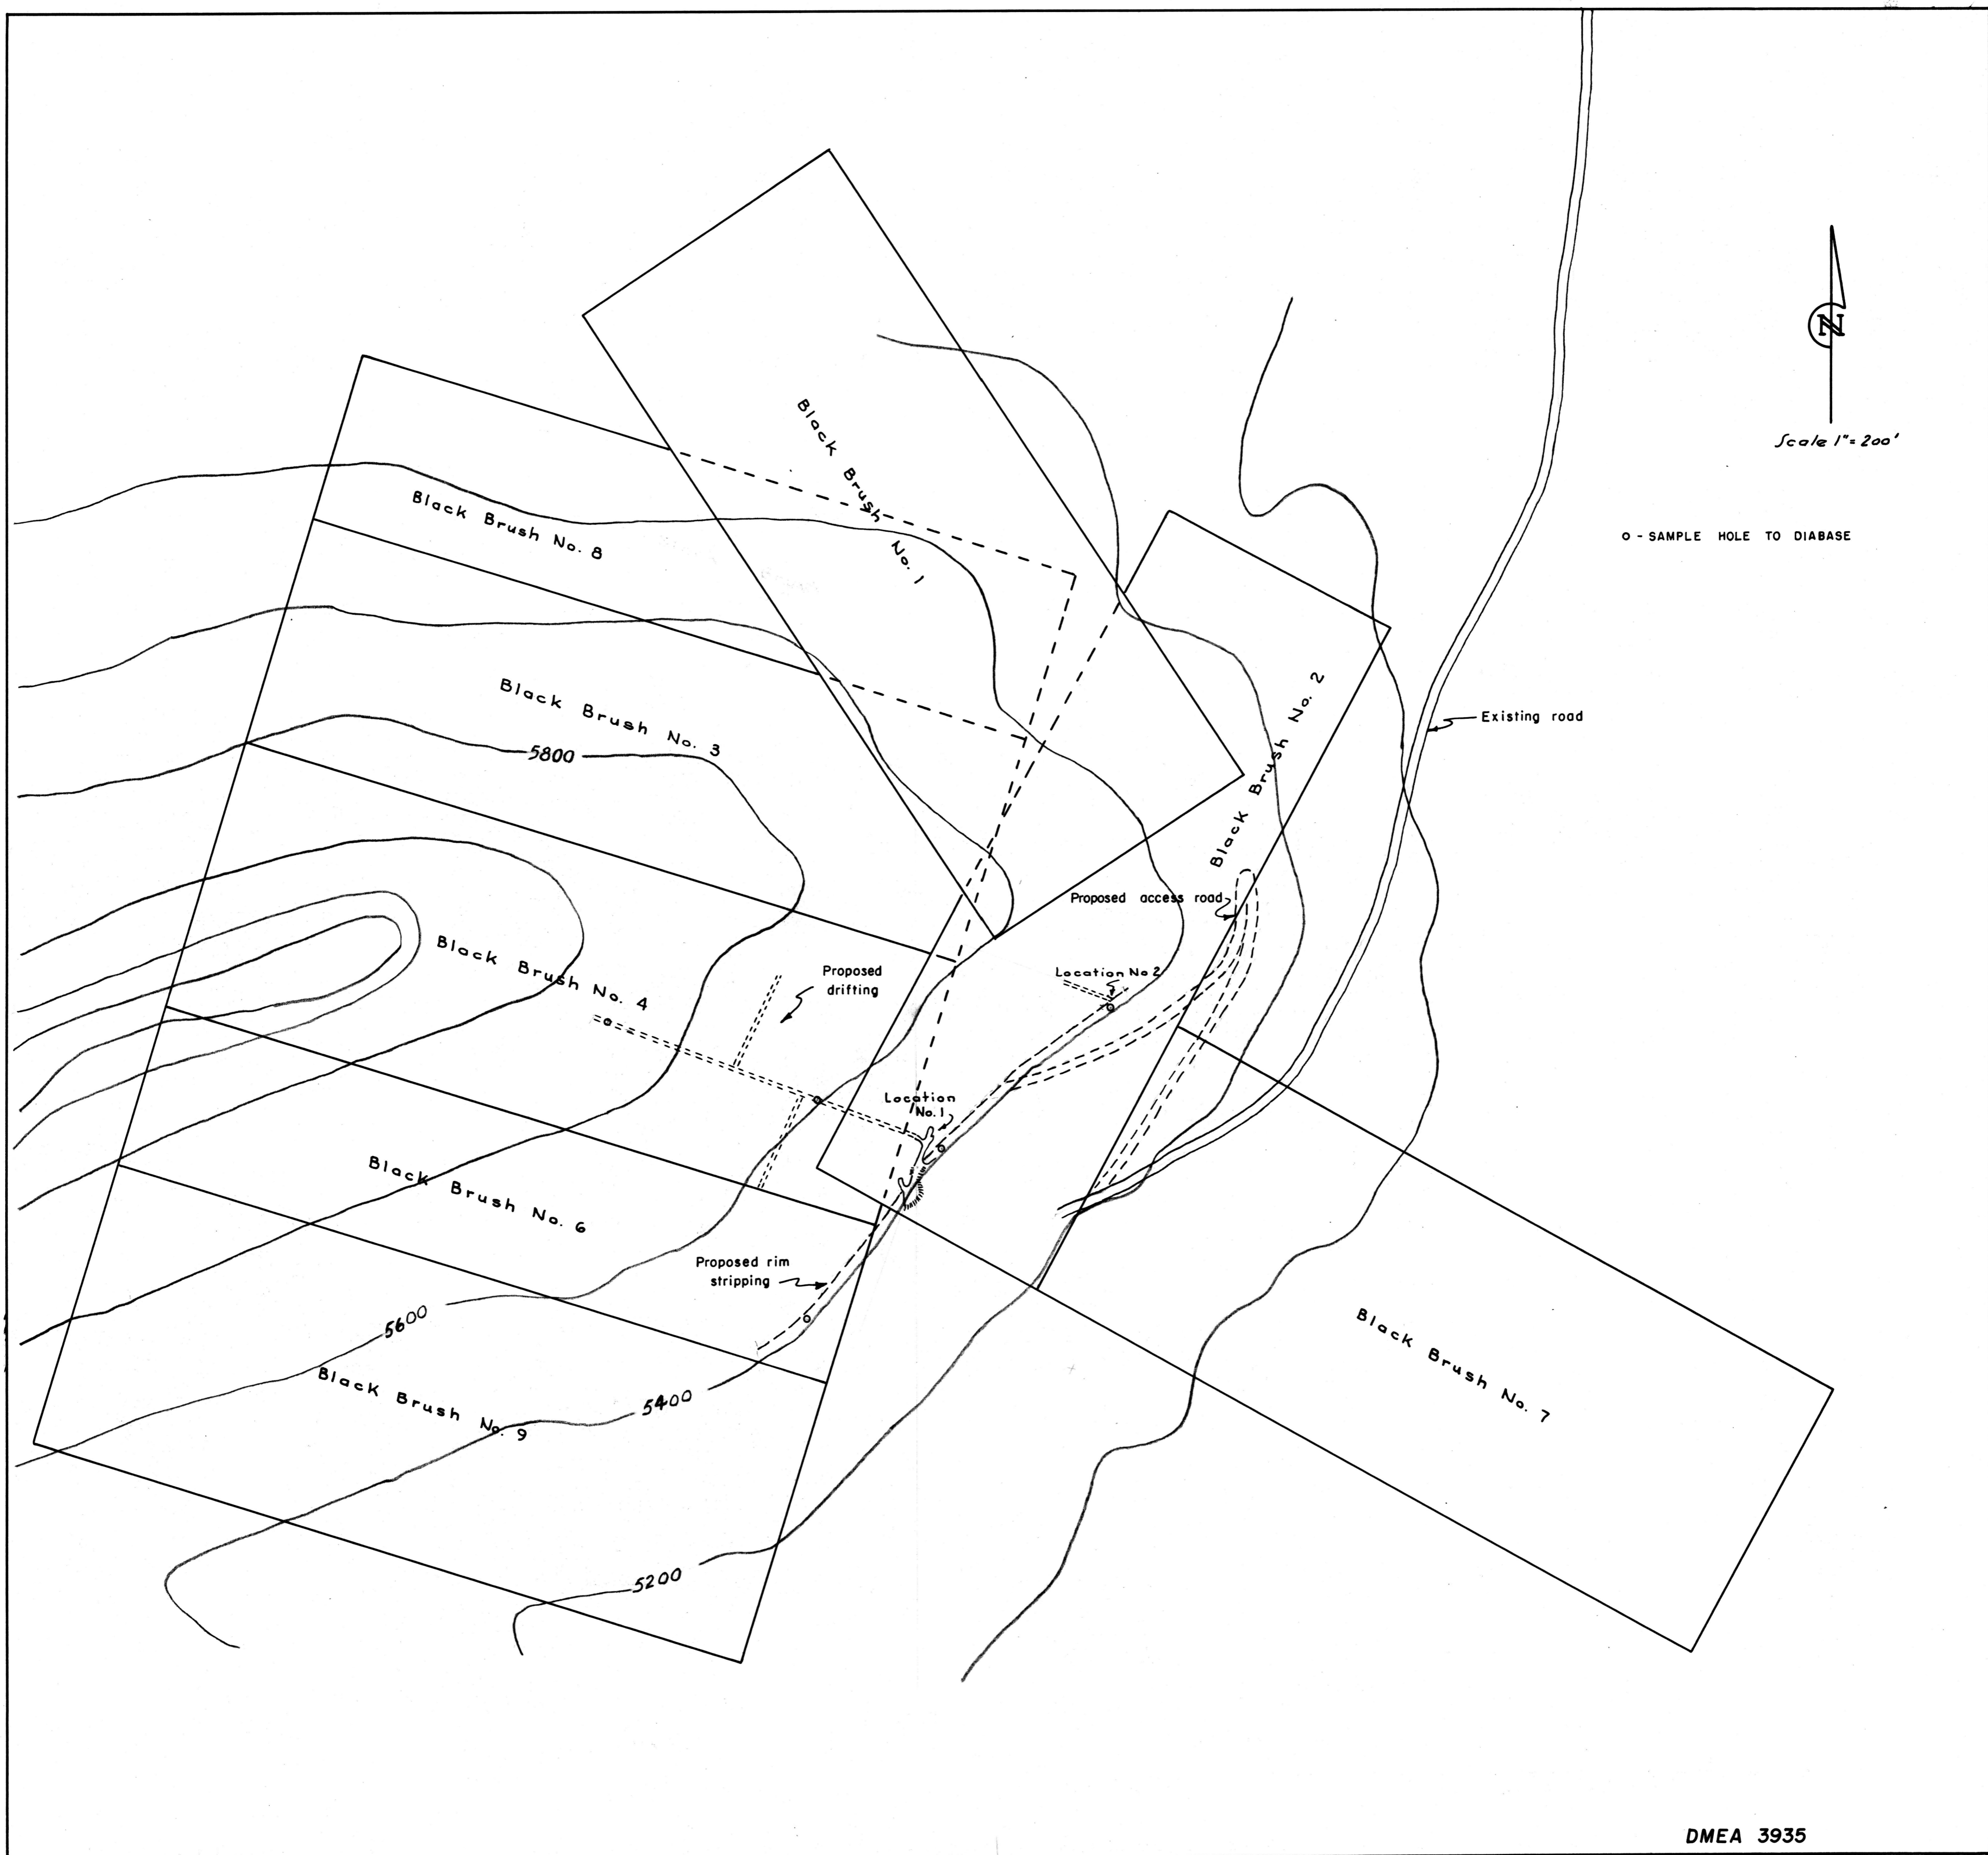 N
Scale 1"= 200'
O - SAMPLE HOLE TO DIABASE
Black Brush No. 1
Black Brush No. 8
Black Brush No. 2
Black Brush No. 3
Existing road
5800
Proposed access road
Black Brush No. 4
Proposed
drifting
Location No 2
Location
No. 1
Black Brush No. 6
Proposed rim
stripping
5600
Black Brush No. 7
Black Brush No. 9
5400
5200
DMEA 3935